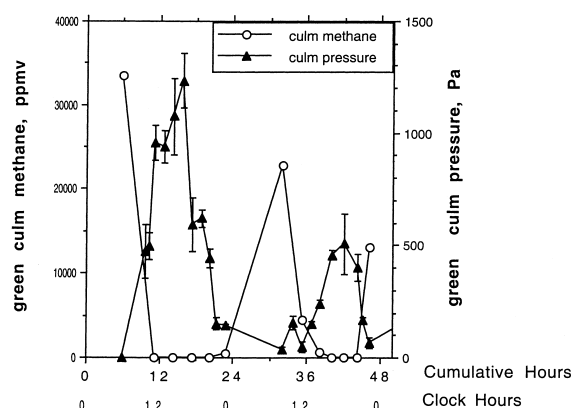 culm methane
culm pressure
green culm methane, ppmv
40000
30000
20000
10000
0
green culm pressure, Pa
1500
1000
500
0
0 12 24 36 48 Cumulative Hours
0 12 0 12 0 Clock Hours